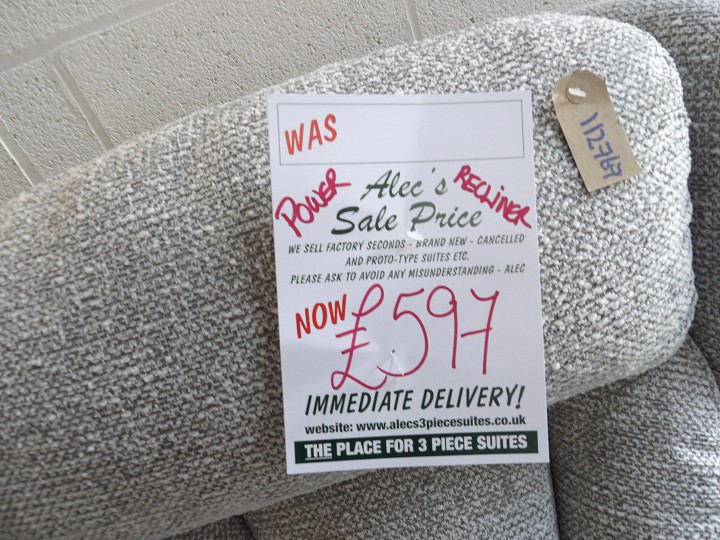 WAS
POWER
Alec's
RECLINER
Sale Price
WE SELL FACTORY SECONDS - BRAND NEW - CANCELLED
AND PROTO-TYPE SUITES ETC.
PLEASE ASK TO AVOID ANY MISUNDERSTANDING - ALEC
NOW £597
IMMEDIATE DELIVERY!
website: www.alecs3piecesuites.co.uk
THE PLACE FOR 3 PIECE SUITES